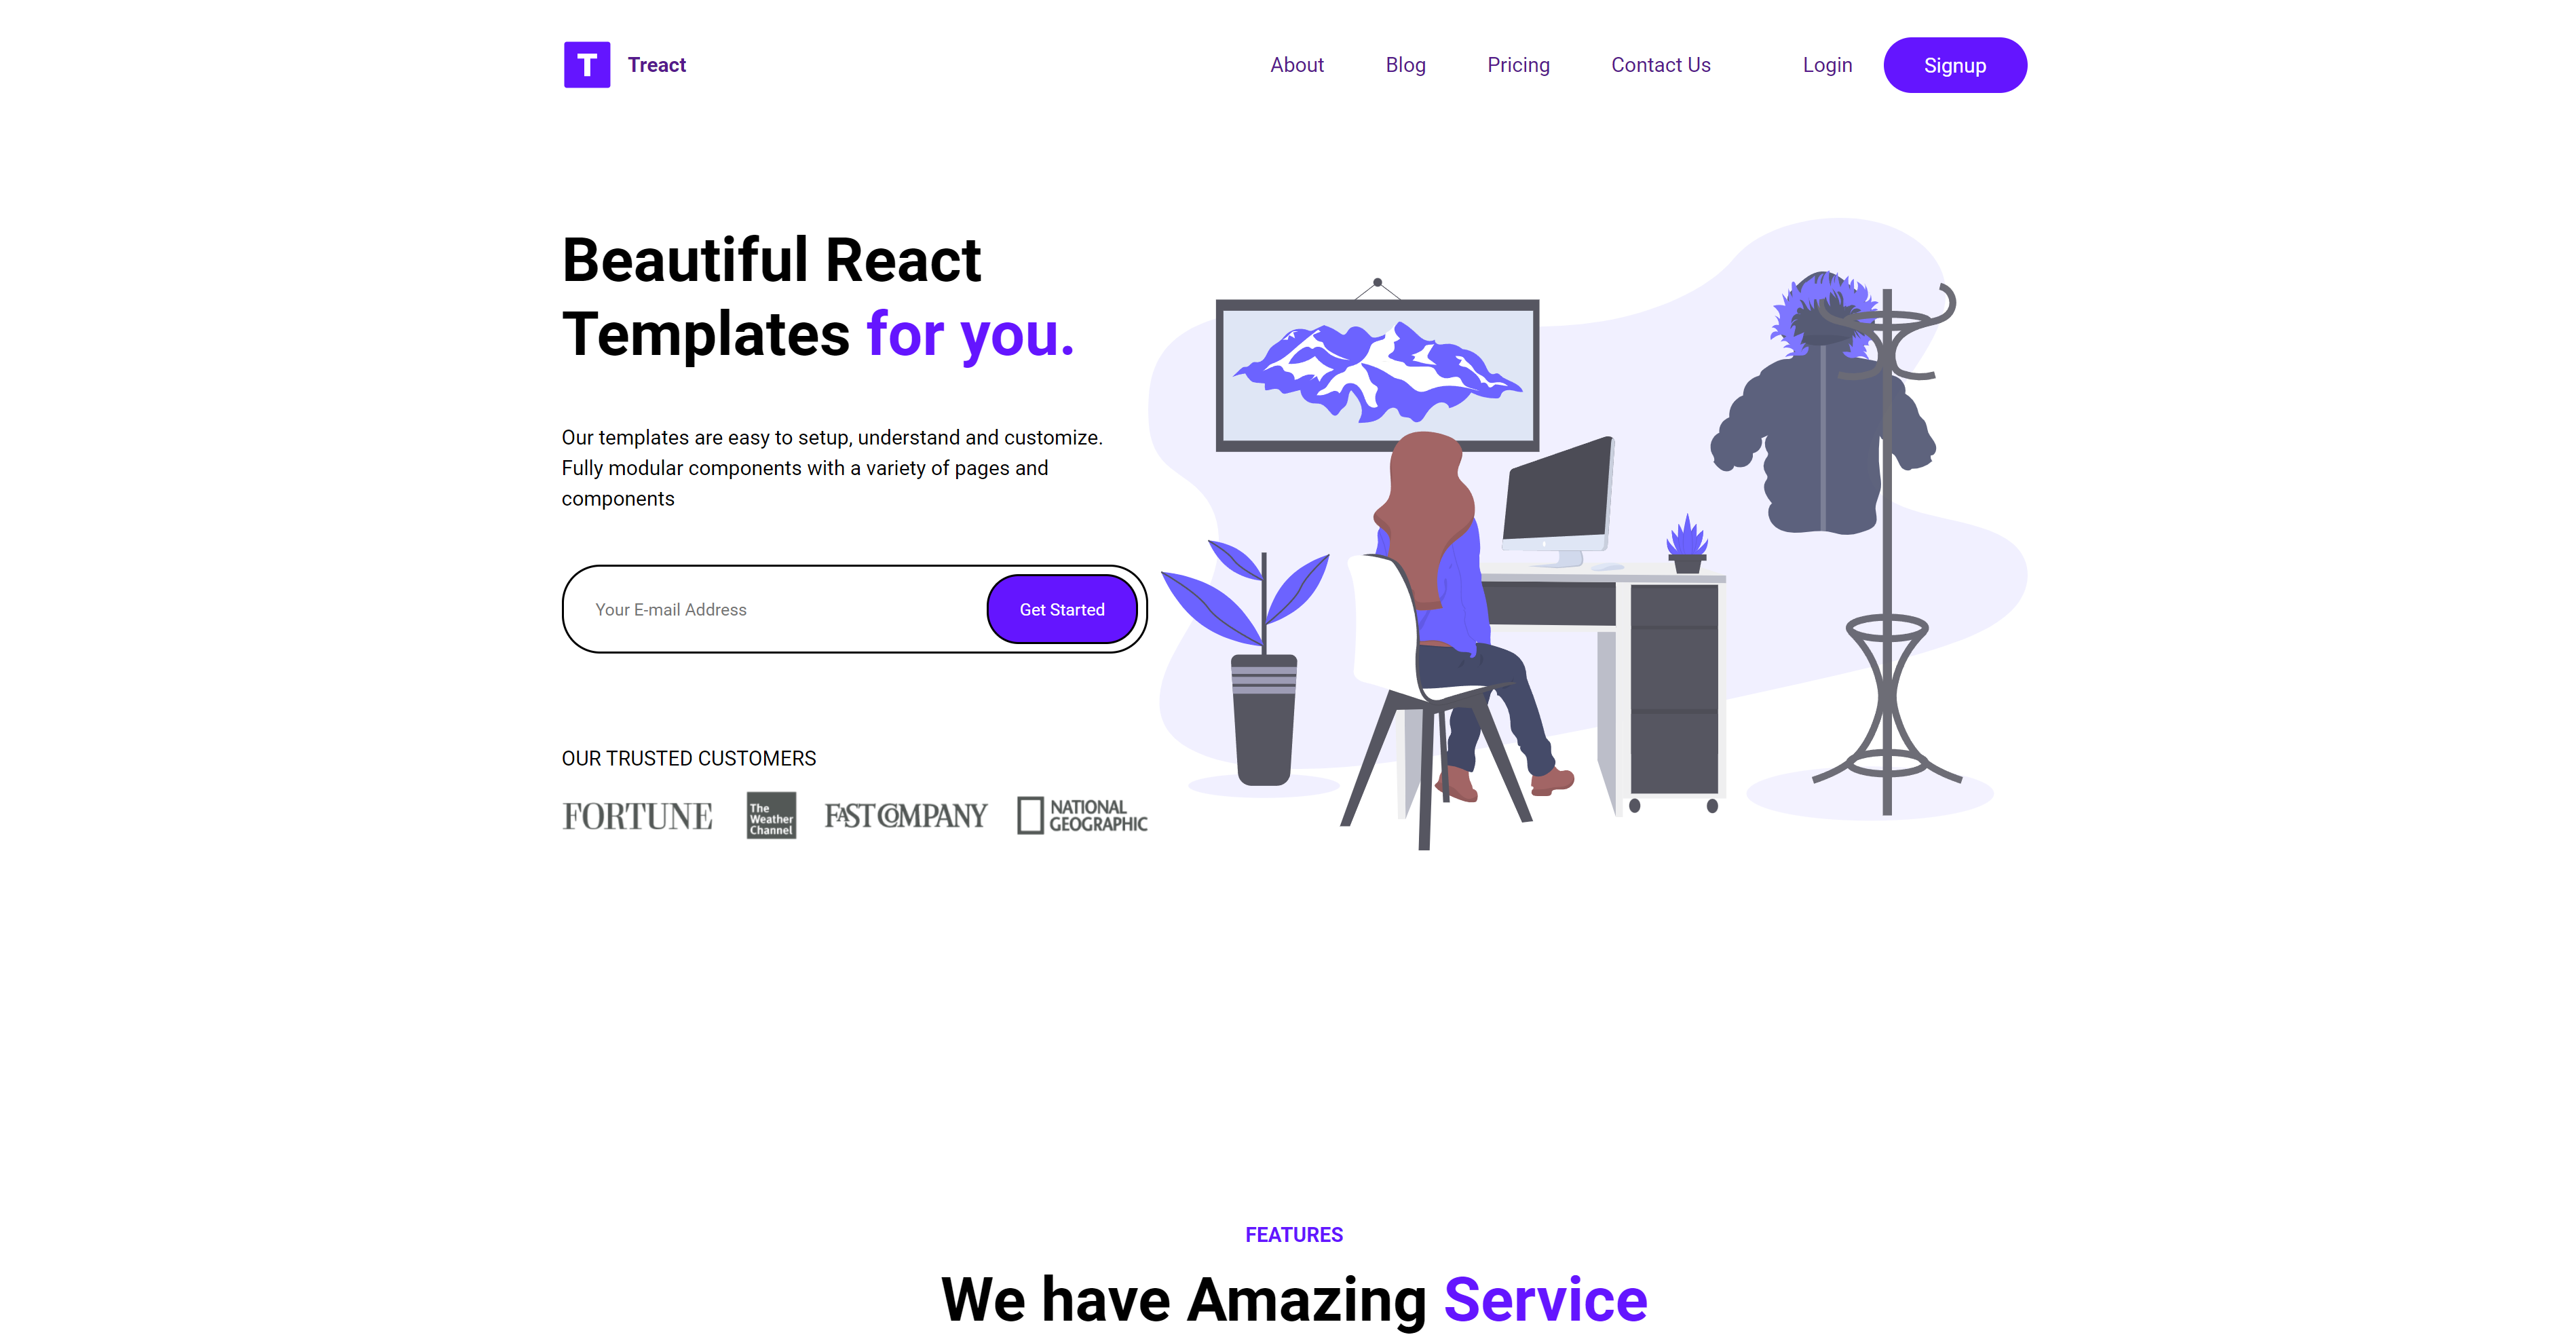 T Treact About Blog Pricing Contact Us Login Signup
Beautiful React
Templates for you.
Our templates are easy to setup, understand and customize.
Fully modular components with a variety of pages and
components
Your E-mail Address Get Started
OUR TRUSTED CUSTOMERS
FORTUNE
The
Weather
Channel
FAST COMPANY
NATIONAL
GEOGRAPHIC
FEATURES
We have Amazing Service